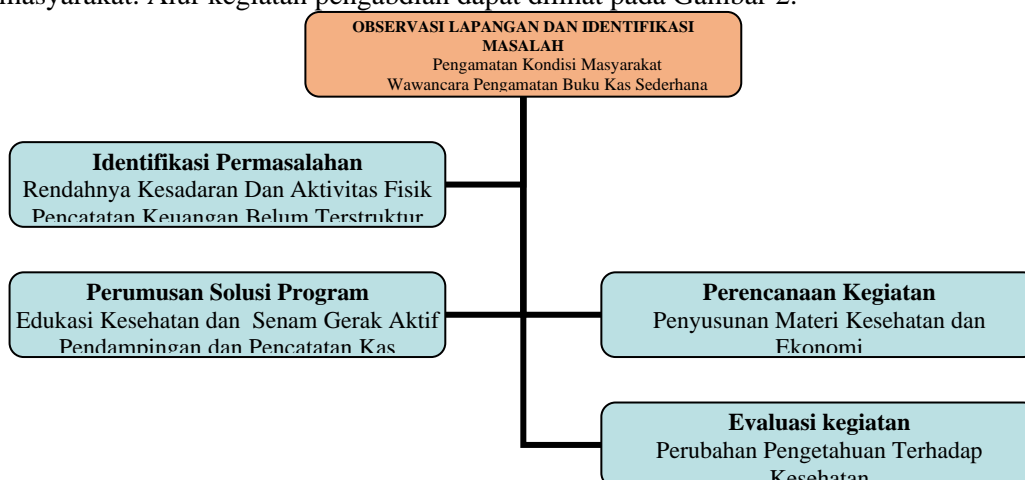 masyarakat. Alur kegiatan pengabdian dapat dilihat pada Gambar 2.
OBSERVASI LAPANGAN DAN IDENTIFIKASI
MASALAH
Pengamatan Kondisi Masyarakat
Wawancara Pengamatan Buku Kas Sederhana
Identifikasi Permasalahan
Rendahnya Kesadaran Dan Aktivitas Fisik
Pencatatan Keuangan Belum Terstruktur
Perumusan Solusi Program
Edukasi Kesehatan dan Senam Gerak Aktif
Pendampingan dan Pencatatan Kas
Perencanaan Kegiatan
Penyusunan Materi Kesehatan dan
Ekonomi
Evaluasi kegiatan
Perubahan Pengetahuan Terhadap
Kesehatan